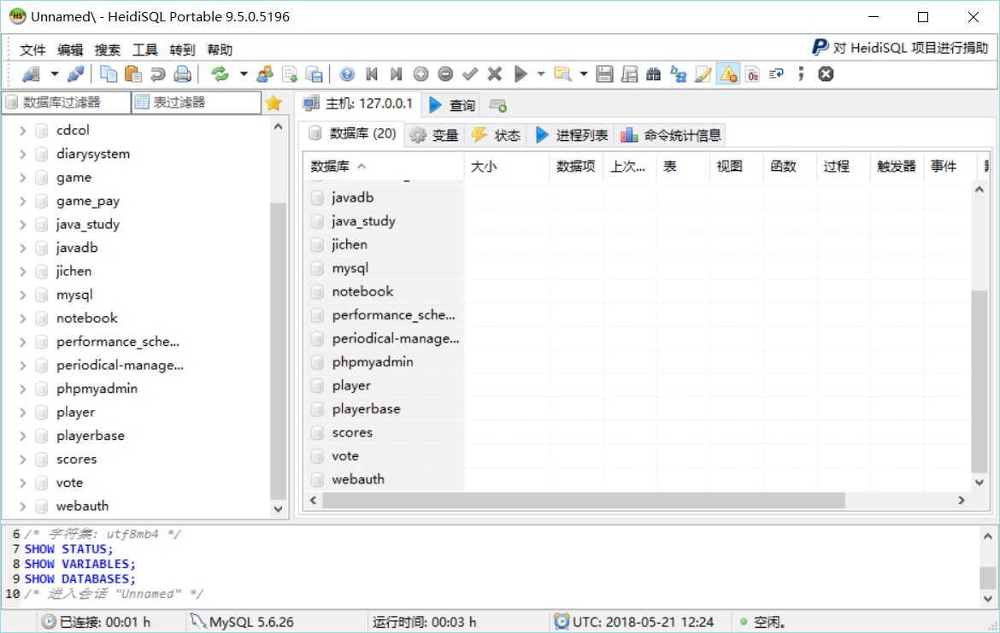 Unnamed\ - HeidiSQL Portable 9.5.0.5196
文件 编辑 搜索 工具 转到 帮助
对 HeidiSQL 项目进行捐助
数据库过滤器 表过滤器
主机: 127.0.0.1 查询
cdcol
diarysystem
game
game_pay
java_study
javadb
jichen
mysql
notebook
performance_sche...
periodical-manage...
phpmyadmin
player
playerbase
scores
vote
webauth
数据库 (20) 变量 状态 进程列表 命令统计信息
数据库 大小 数据项 上次... 表 视图 函数 过程 触发器 事件
javadb
java_study
jichen
mysql
notebook
performance_sche...
periodical-manage...
phpmyadmin
player
playerbase
scores
vote
webauth
6 /* 字符集: utf8mb4 */
7 SHOW STATUS;
8 SHOW VARIABLES;
9 SHOW DATABASES;
10 /* 进入会话 "Unnamed" */
已连接: 00:01 h MySQL 5.6.26 运行时间: 00:03 h UTC: 2018-05-21 12:24 空闲。